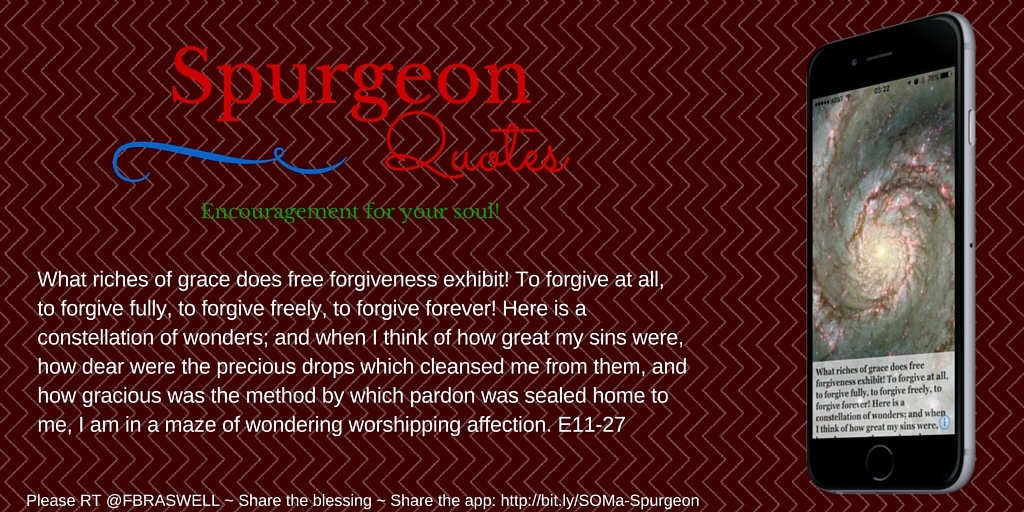 Spurgeon
Quotes
Encouragement for your soul!
What riches of grace does free forgiveness exhibit! To forgive at all,
to forgive fully, to forgive freely, to forgive forever! Here is a
constellation of wonders; and when I think of how great my sins were,
how dear were the precious drops which cleansed me from them, and
how gracious was the method by which pardon was sealed home to
me, I am in a maze of wondering worshipping affection. E11-27
Please RT @FBRASWELL ~ Share the blessing ~ Share the app: http://bit.ly/SOMa-Spurgeon
AT&T 03:32 76%
What riches of grace does free
forgiveness exhibit! To forgive at all,
to forgive fully, to forgive freely, to
forgive forever! Here is a
constellation of wonders; and when
I think of how great my sins were,
i